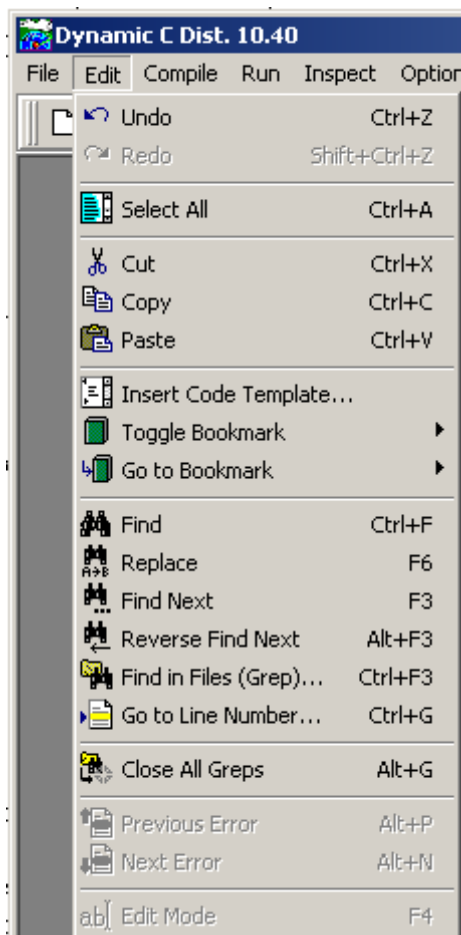 Dynamic C Dist. 10.40
File Edit Compile Run Inspect Option
Undo Ctrl+Z
Redo Shift+Ctrl+Z
Select All Ctrl+A
Cut Ctrl+X
Copy Ctrl+C
Paste Ctrl+V
Insert Code Template...
Toggle Bookmark
Go to Bookmark
Find Ctrl+F
Replace F6
Find Next F3
Reverse Find Next Alt+F3
Find in Files (Grep)... Ctrl+F3
Go to Line Number... Ctrl+G
Close All Greps Alt+G
Previous Error Alt+P
Next Error Alt+N
Edit Mode F4